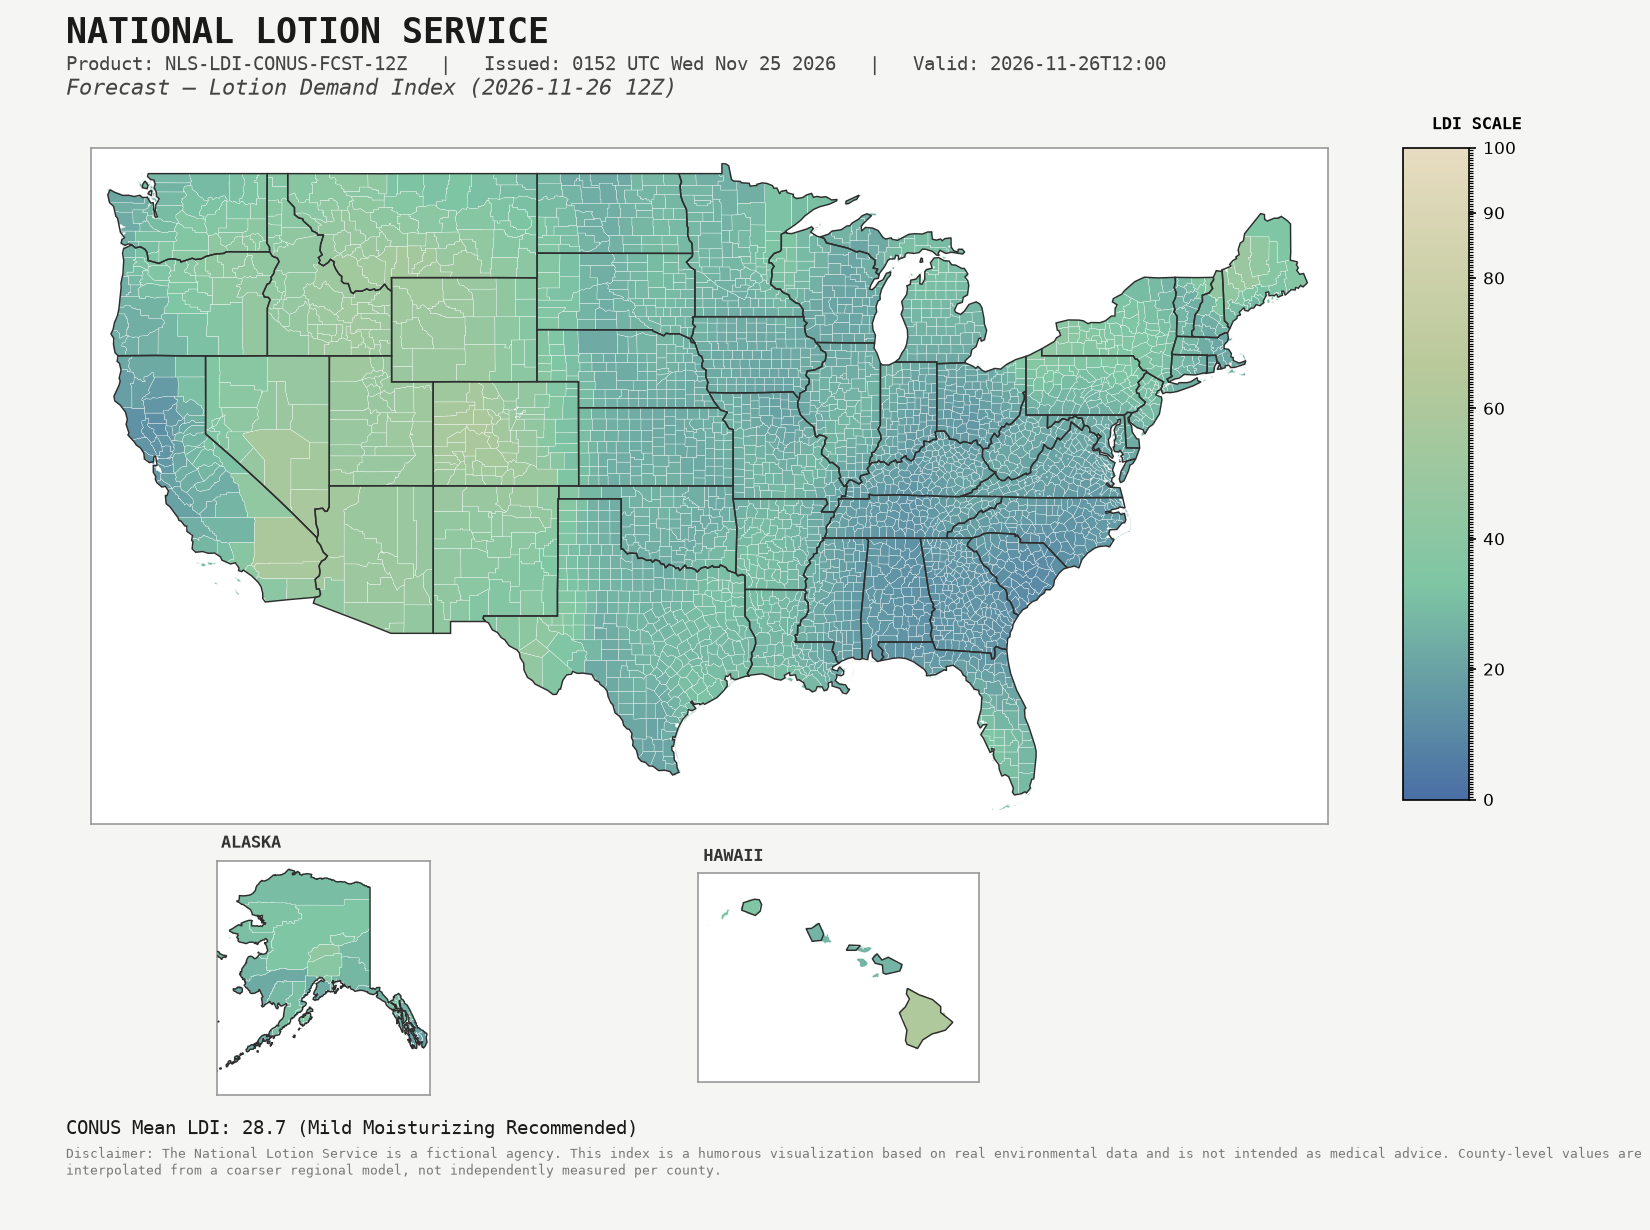 NATIONAL LOTION SERVICE
Product: NLS-LDI-CONUS-FCST-12Z   |   Issued: 0152 UTC Wed Nov 25 2026   |   Valid: 2026-11-26T12:00
Forecast — Lotion Demand Index (2026-11-26 12Z)
LDI SCALE
100
90
80
60
40
20
0
ALASKA
HAWAII
CONUS Mean LDI: 28.7 (Mild Moisturizing Recommended)
Disclaimer: The National Lotion Service is a fictional agency. This index is a humorous visualization based on real environmental data and is not intended as medical advice. County-level values are
interpolated from a coarser regional model, not independently measured per county.